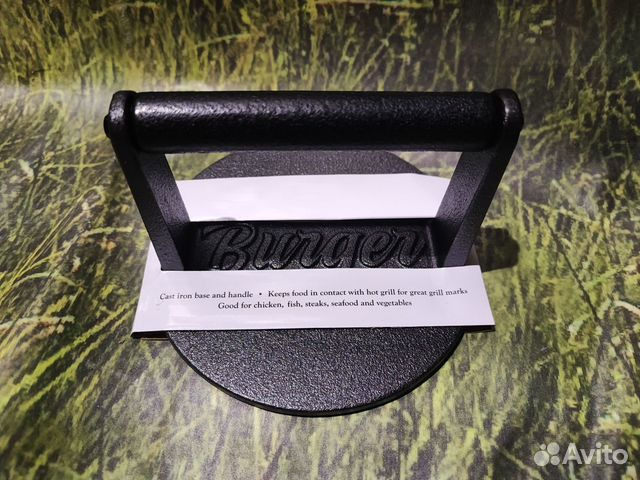 Burger
Cast iron base and handle • Keeps food in contact with hot grill for great grill marks
Good for chicken, fish, steaks, seafood and vegetables
Avito